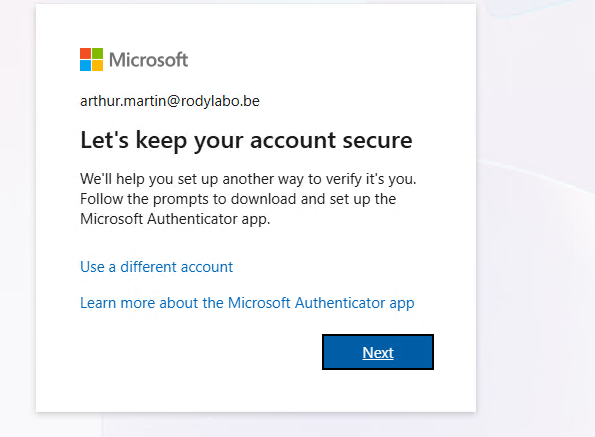 Microsoft
arthur.martin@rodylabo.be
Let's keep your account secure
We'll help you set up another way to verify it's you.
Follow the prompts to download and set up the
Microsoft Authenticator app.
Use a different account
Learn more about the Microsoft Authenticator app
Next